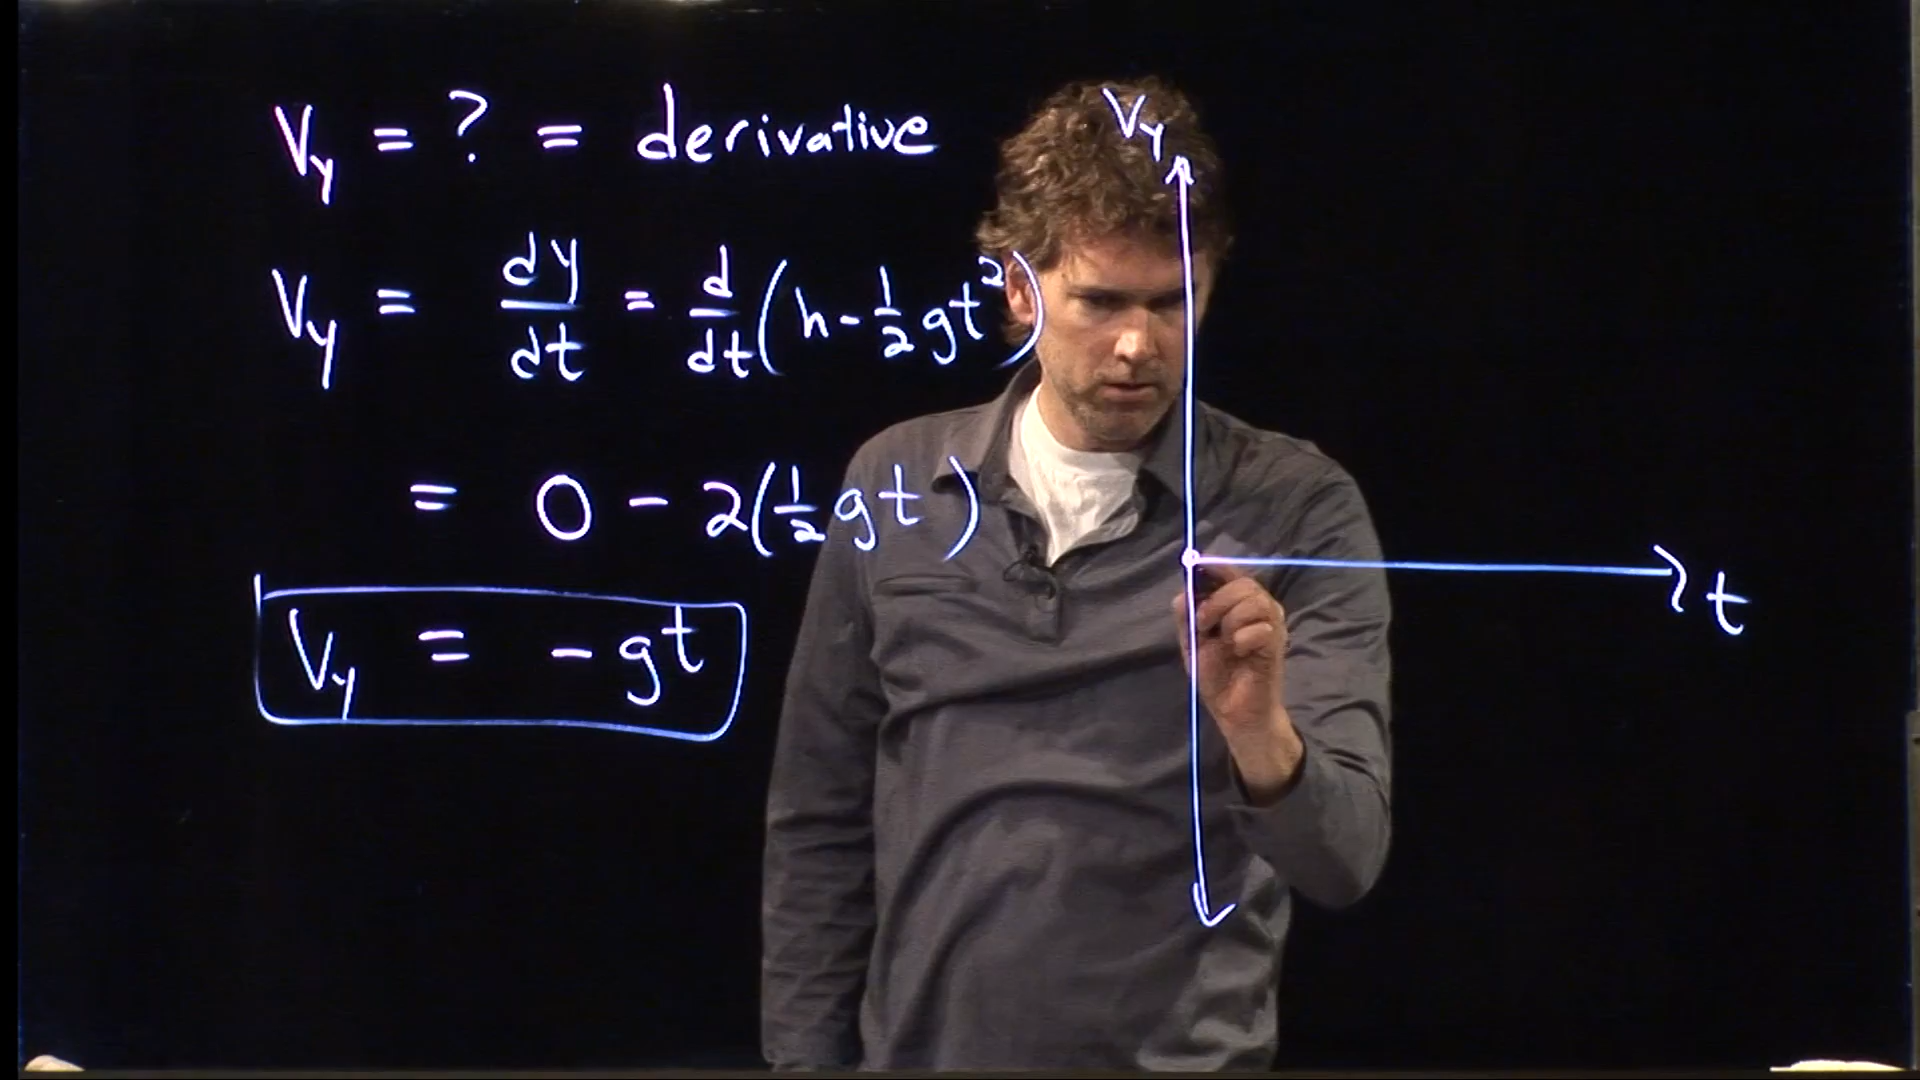 Vy = ? = derivative
Vy = dy/dt = d/dt (h - 1/2 gt²)
= 0 - 2(1/2 gt)
Vy = -gt
Vy
t